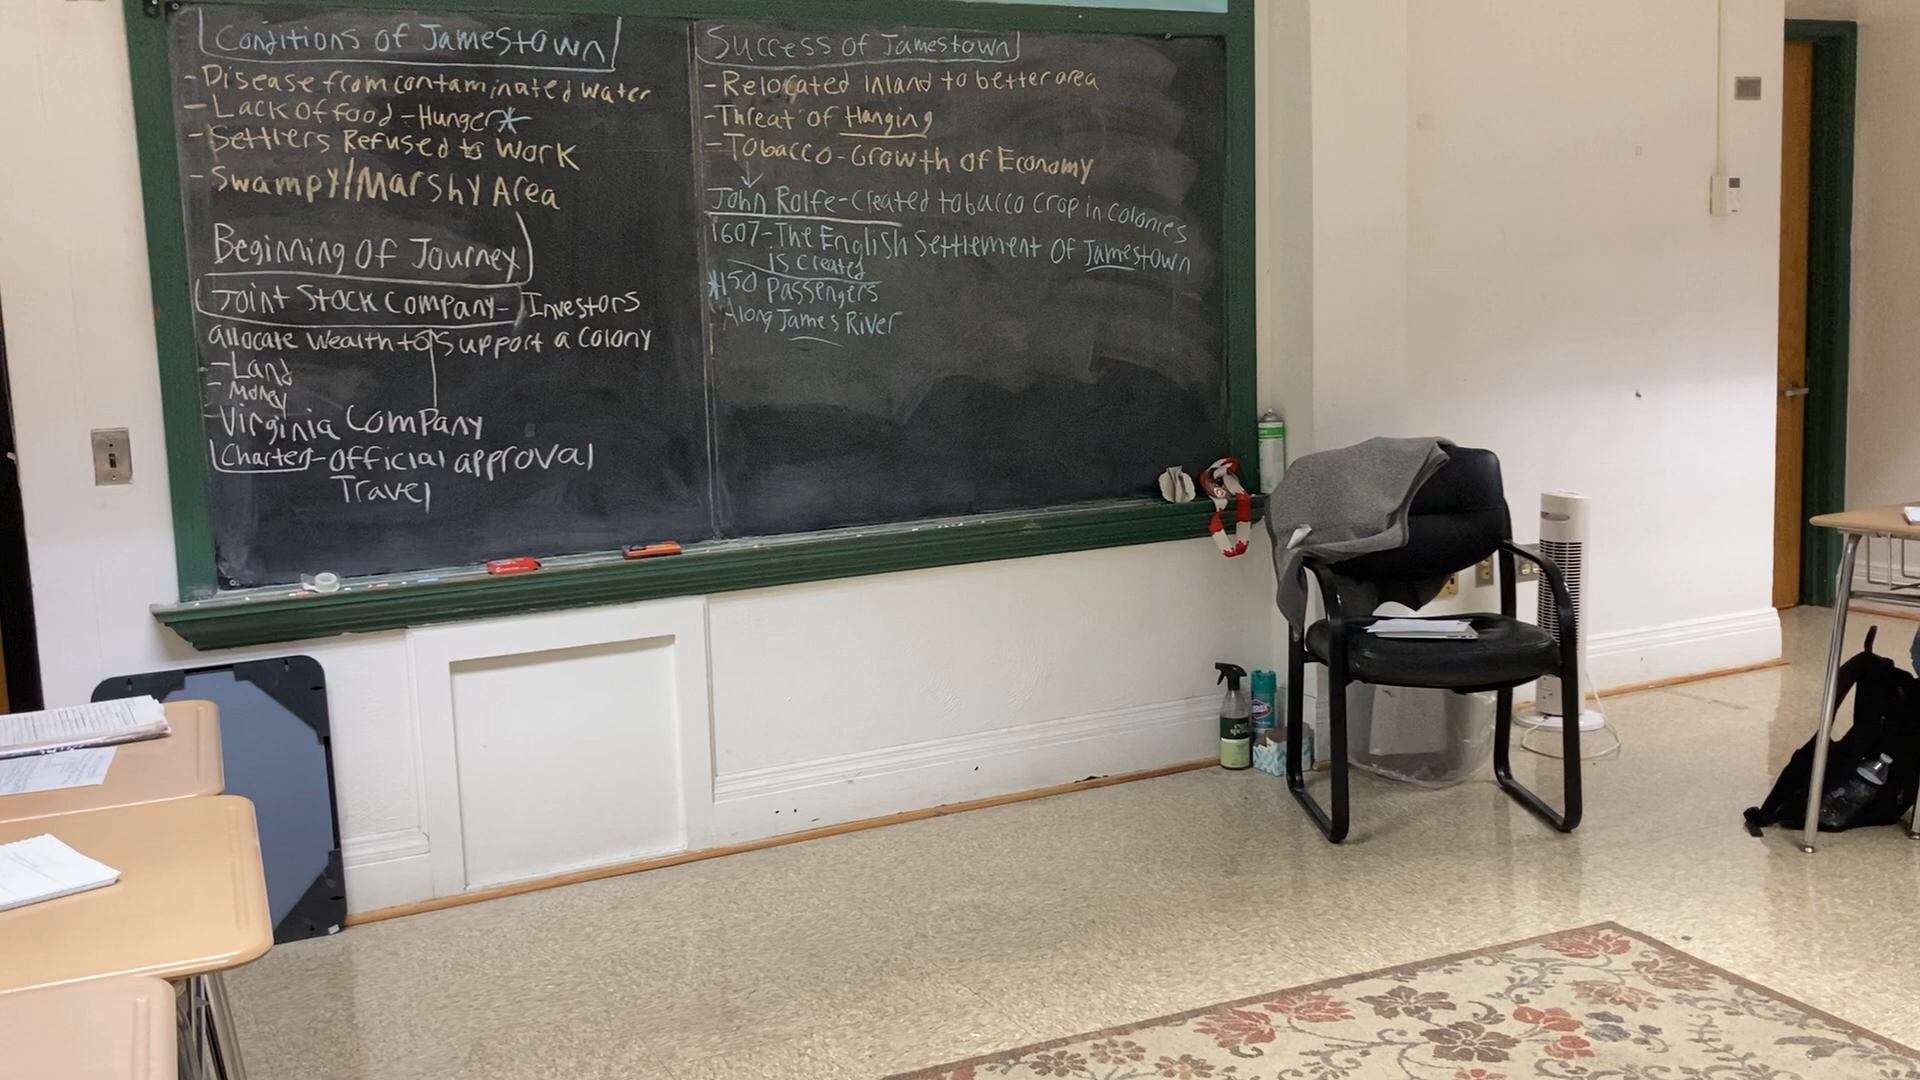 Conditions of Jamestown
- Disease from contaminated water
- Lack of food - Hunger*
- Settlers Refused to work
- Swampy/Marshy Area
Beginning Of Journey
Joint Stock Company - Investors
allocate wealth to support a colony
- Land
- Money
- Virginia Company
Charter - Official approval
Travel
Success of Jamestown
- Relocated inland to better area
- Threat of Hanging
- Tobacco - Growth of Economy
John Rolfe - created tobacco crop in colonies
1607 - The English Settlement Of Jamestown
is created
*150 Passengers
Along James River